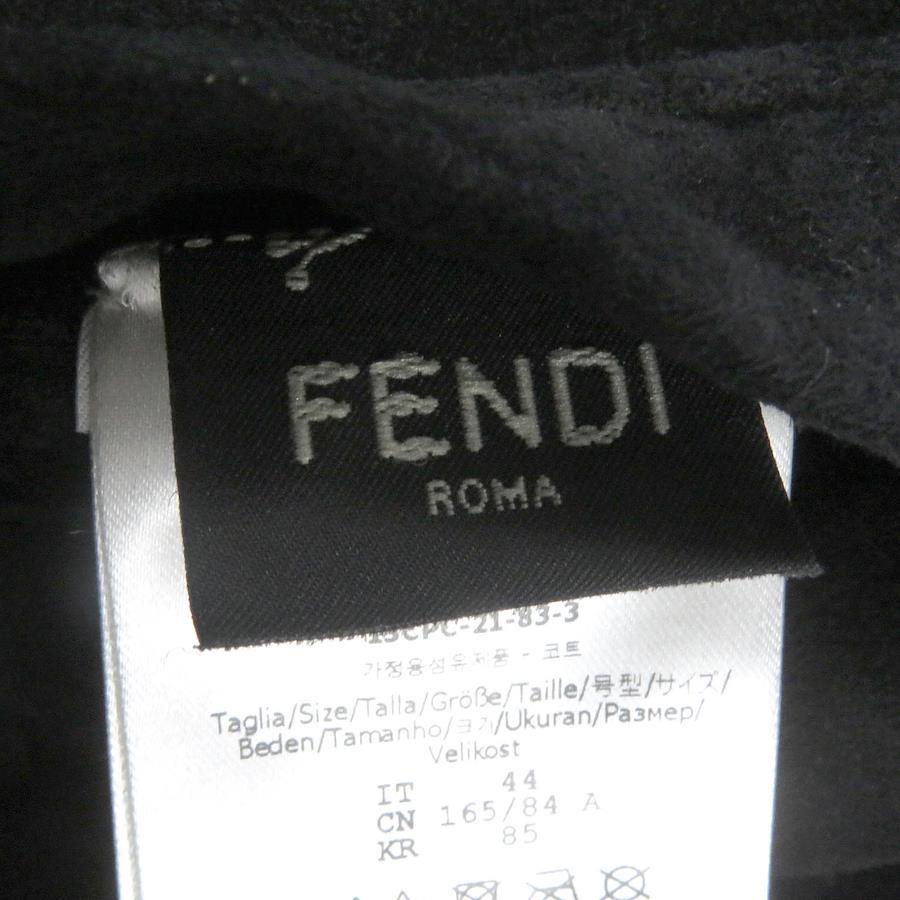 FENDI
ROMA
13CPC-21-83-3
가정용섬유제품 - 코트
Taglia/Size/Talla/Größe/Taille/号型/サイズ/
Beden/Tamanho/크기/Ukuran/Размер/
Velikost
IT 44
CN 165/84 A
KR 85